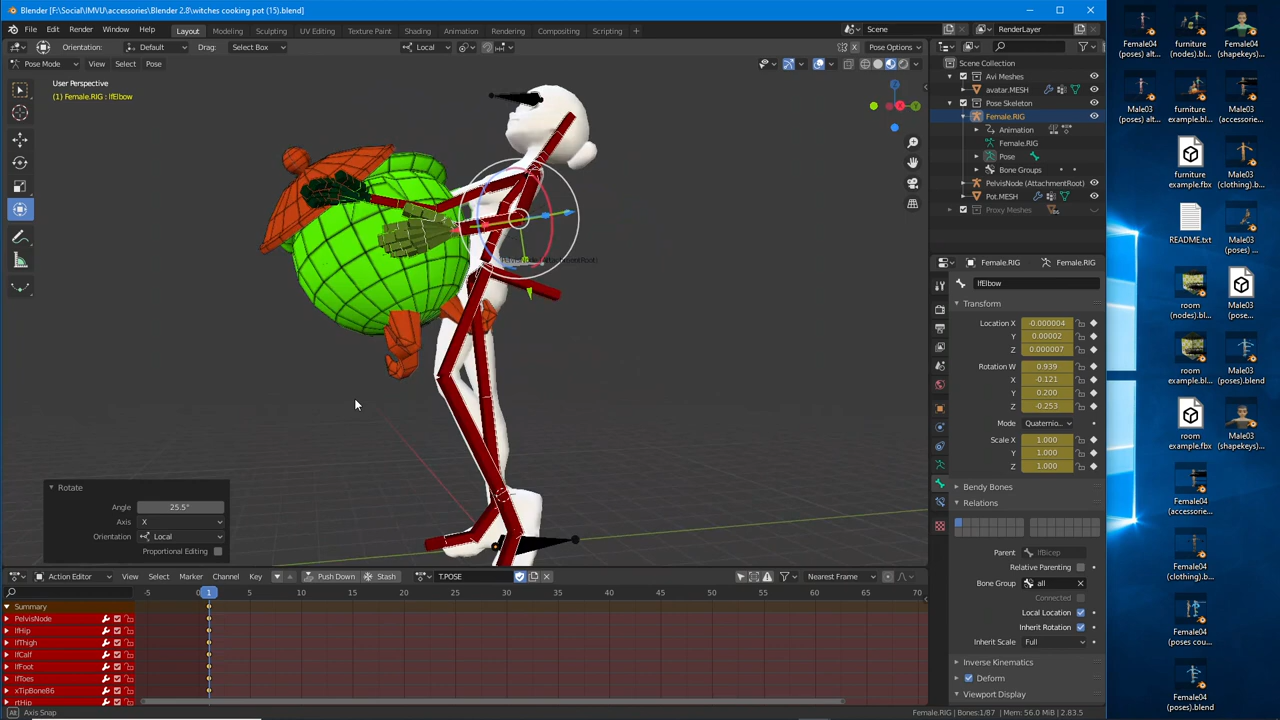 Blender [F:\Social\IMVU\accessories\Blender 2.8\witches cooking pot (15).blend]
File Edit Render Window Help Layout Modeling Sculpting UV Editing Texture Paint Shading Animation Rendering Compositing Scripting + Scene RenderLayer
Orientation: Default Drag: Select Box Local Pose Options
Pose Mode View Select Pose
User Perspective
(1) Female.RIG : lfElbow
PelvisNode (AttachmentRoot)
Scene Collection
Avi Meshes
avatar.MESH
Pose Skeleton
Female.RIG
Animation
Female.RIG
Pose
Bone Groups
PelvisNode (AttachmentRoot)
Pot.MESH
Proxy Meshes
Female.RIG Female.RIG
lfElbow
Transform
Location X -0.000004
Y 0.00002
Z 0.000007
Rotation W 0.939
X -0.121
Y 0.200
Z -0.253
Mode Quaternio...
Scale X 1.000
Y 1.000
Z 1.000
Bendy Bones
Relations
Parent lfBicep
Relative Parenting
Bone Group all
Connected
Local Location
Inherit Rotation
Inherit Scale Full
Inverse Kinematics
Deform
Viewport Display
Rotate
Angle 25.5°
Axis X
Orientation Local
Proportional Editing
Action Editor View Select Marker Channel Key Push Down Stash T.POSE Nearest Frame
-5 0 1 5 10 15 20 25 30 35 40 45 50 55 60 65 70
Summary
PelvisNode
lfHip
lfThigh
lfCalf
lfFoot
lfToes
xTipBone86
rtHip
Axis Snap
Female.RIG | Bones:1/87 | Mem: 56.0 MiB | 2.83.5
Female04
(poses) alt...
furniture
(nodes).bl...
Female04
(shapekeys)...
Male03
(poses) alt...
furniture
example.bl...
Male03
(accessorie...
furniture
example.fbx
Male03
(clothing).b...
README.txt
Male03
(poses...
room
(nodes).bl...
Male03
(pose...
room
example.bl...
Male03
(poses).blend
room
example.fbx
Male03
(shapekeys...
Female04
(accessorie...
Female04
(clothing).b...
Female04
(poses cou...
Female04
(poses).blend